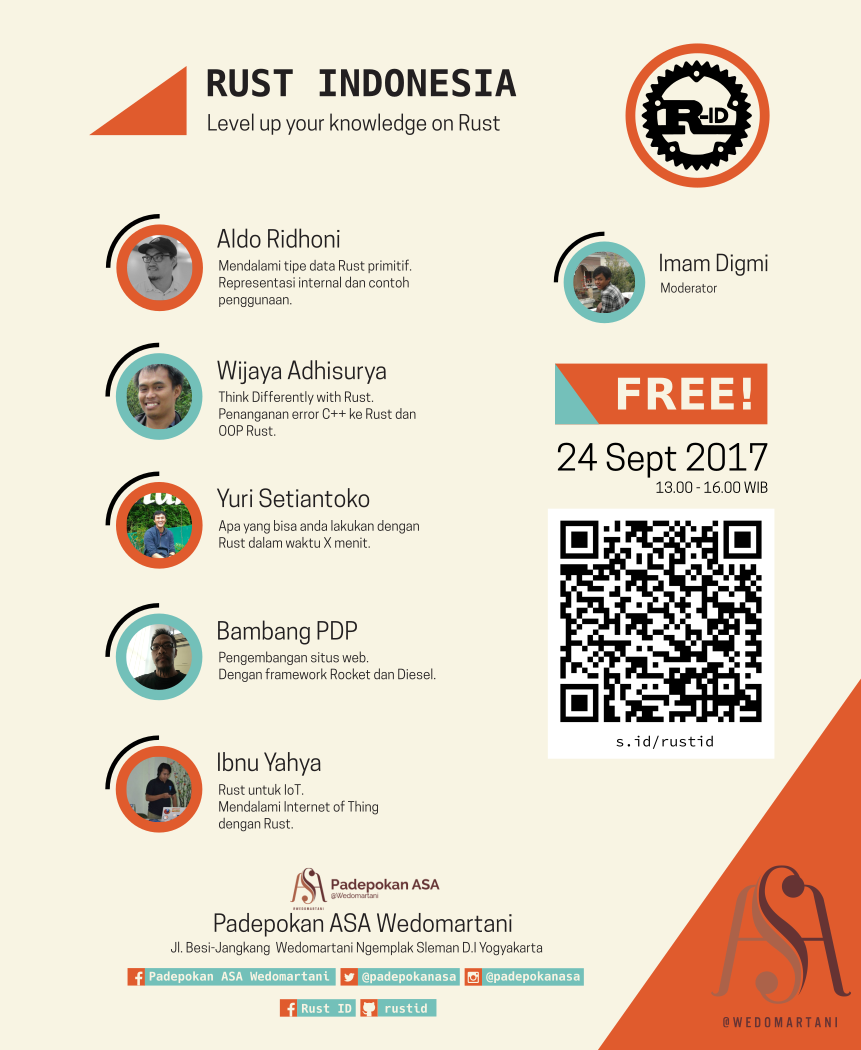 RUST INDONESIA
Level up your knowledge on Rust
R-ID
Aldo Ridhoni
Mendalami tipe data Rust primitif.
Representasi internal dan contoh
penggunaan.
Imam Digmi
Moderator
Wijaya Adhisurya
Think Differently with Rust.
Penanganan error C++ ke Rust dan
OOP Rust.
FREE!
24 Sept 2017
13.00 - 16.00 WIB
Yuri Setiantoko
Apa yang bisa anda lakukan dengan
Rust dalam waktu X menit.
Bambang PDP
Pengembangan situs web.
Dengan framework Rocket dan Diesel.
s.id/rustid
Ibnu Yahya
Rust untuk IoT.
Mendalami Internet of Thing
dengan Rust.
ASA
@WEDOMARTANI
Padepokan ASA
@Wedomartani
Padepokan ASA Wedomartani
Jl. Besi-Jangkang Wedomartani Ngemplak Sleman D.I Yogyakarta
Padepokan ASA Wedomartani @padepokanasa @padepokanasa
Rust ID rustid
ASA
@WEDOMARTANI